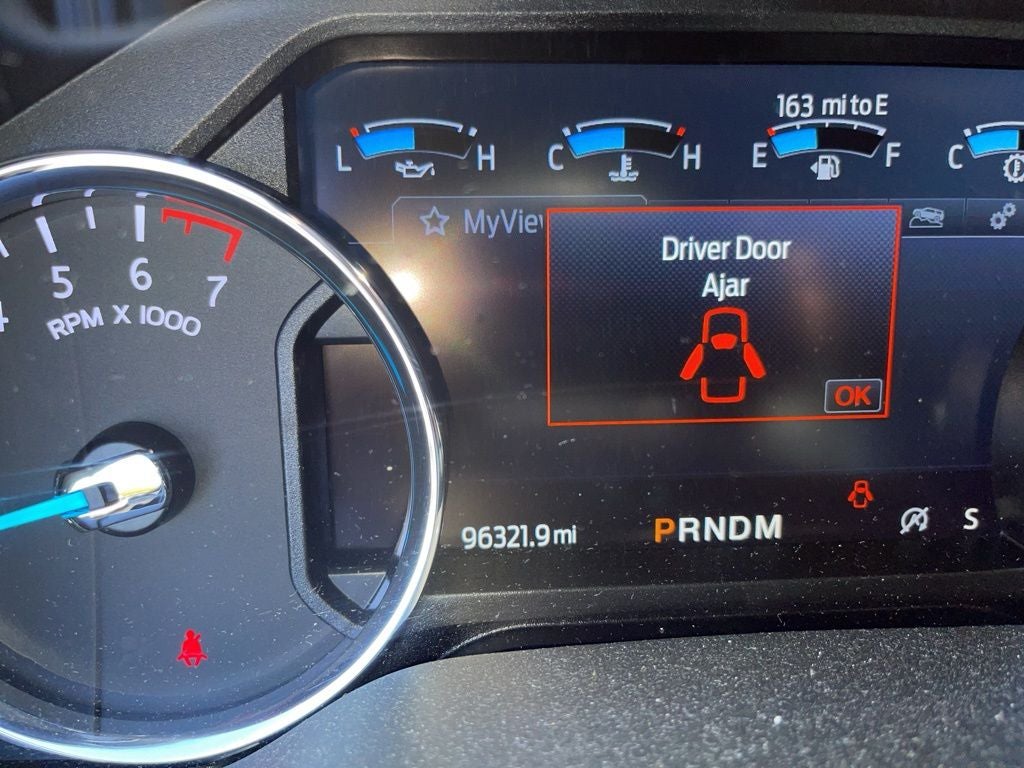 163 mi to E
L H C H E F C
MyView
5 6 7
4
RPM X 1000
Driver Door
Ajar
OK
96321.9 mi
PRNDM
S